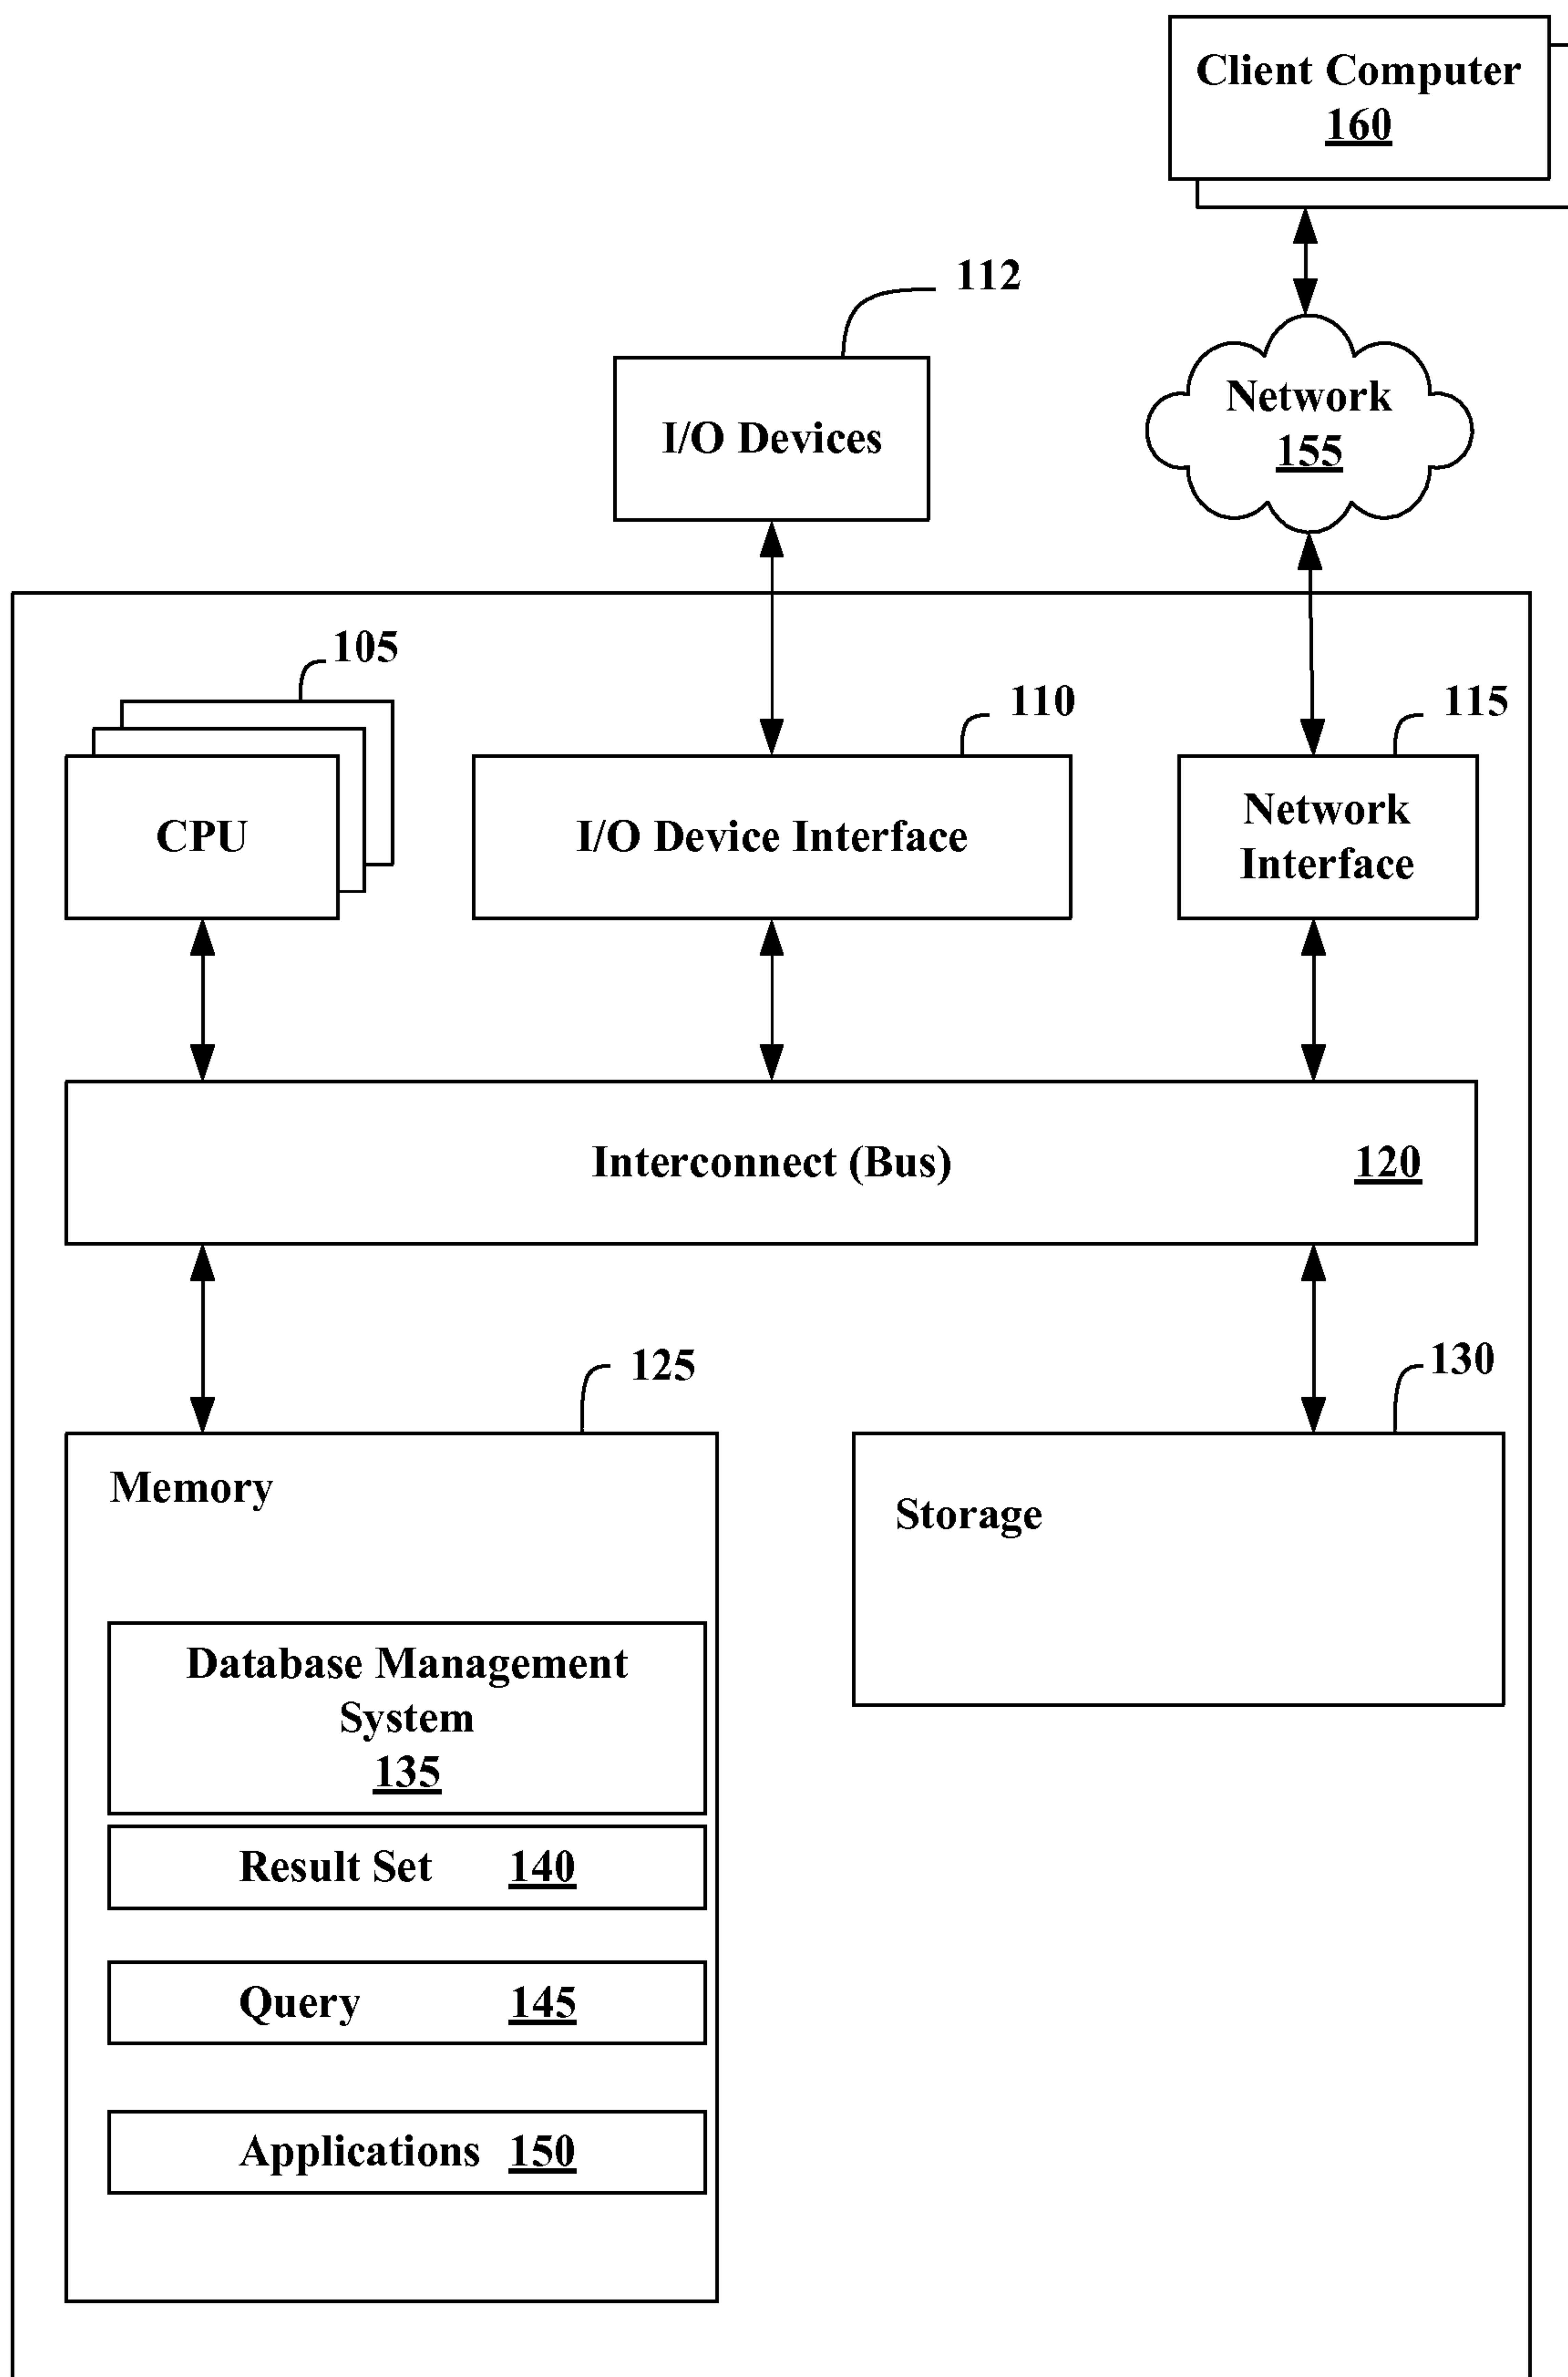 Client Computer
160
112
I/O Devices
Network
155
105
110
115
CPU
I/O Device Interface
Network
Interface
Interconnect (Bus) 120
125
130
Memory
Storage
Database Management
System
135
Result Set 140
Query 145
Applications 150